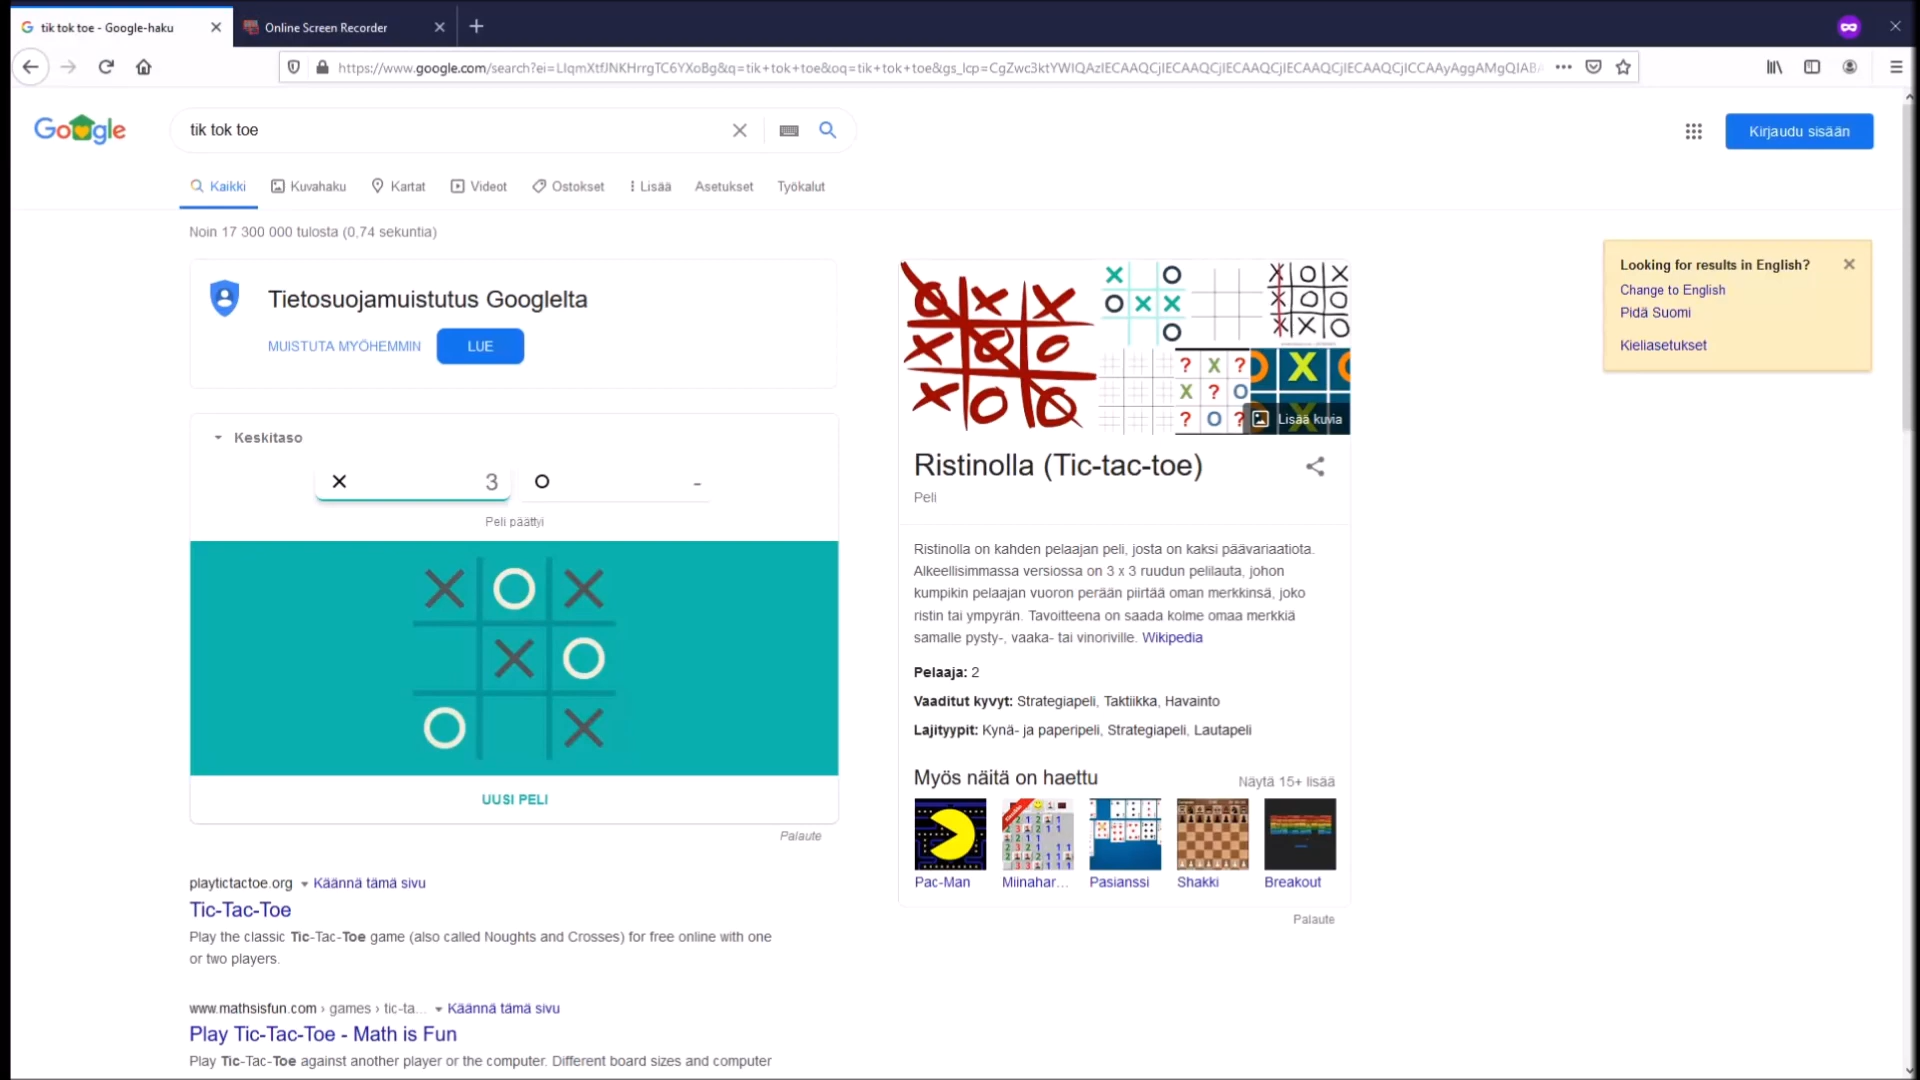 tik tok toe - Google-haku
Online Screen Recorder
https://www.google.com/search?ei=LIqmXtfJNKHrrgTC6YXoBg&q=tik+tok+toe&oq=tik+tok+toe&gs_lcp=CgZwc3ktYWIQAzIECAAQCjIECAAQCjIECAAQCjIECAAQCjIECAAQCjICCAAyAggAMgQIABA
Google
tik tok toe
Kirjaudu sisään
Kaikki
Kuvahaku
Kartat
Videot
Ostokset
Lisää
Asetukset
Työkalut
Noin 17 300 000 tulosta (0,74 sekuntia)
Tietosuojamuistutus Googlelta
MUISTUTA MYÖHEMMIN
LUE
Keskitaso
3
-
Peli päättyi
UUSI PELI
Palaute
playtictactoe.org
Käännä tämä sivu
Tic-Tac-Toe
Play the classic Tic-Tac-Toe game (also called Noughts and Crosses) for free online with one
or two players.
www.mathsisfun.com › games › tic-ta...
Käännä tämä sivu
Play Tic-Tac-Toe - Math is Fun
Play Tic-Tac-Toe against another player or the computer. Different board sizes and computer
Lisää kuvia
Ristinolla (Tic-tac-toe)
Peli
Ristinolla on kahden pelaajan peli, josta on kaksi päävariaatiota.
Alkeellisimmassa versiossa on 3 x 3 ruudun pelilauta, johon
kumpikin pelaajan vuoron perään piirtää oman merkkinsä, joko
ristin tai ympyrän. Tavoitteena on saada kolme omaa merkkiä
samalle pysty-, vaaka- tai vinoriville. Wikipedia
Pelaaja: 2
Vaaditut kyvyt: Strategiapeli, Taktiikka, Havainto
Lajityypit: Kynä- ja paperipeli, Strategiapeli, Lautapeli
Myös näitä on haettu
Näytä 15+ lisää
Pac-Man
Miinahar...
Pasianssi
Shakki
Breakout
Palaute
Looking for results in English?
Change to English
Pidä Suomi
Kieliasetukset